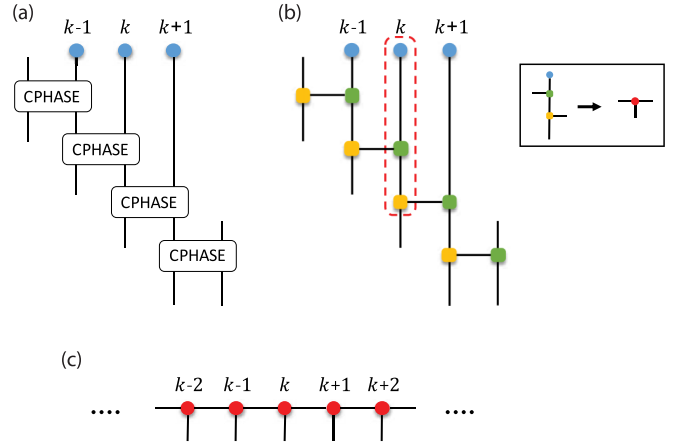 (a)
k-1 k k+1
CPHASE
CPHASE
CPHASE
CPHASE
(b)
k-1 k k+1
(c)
k-2 k-1 k k+1 k+2
.... ....